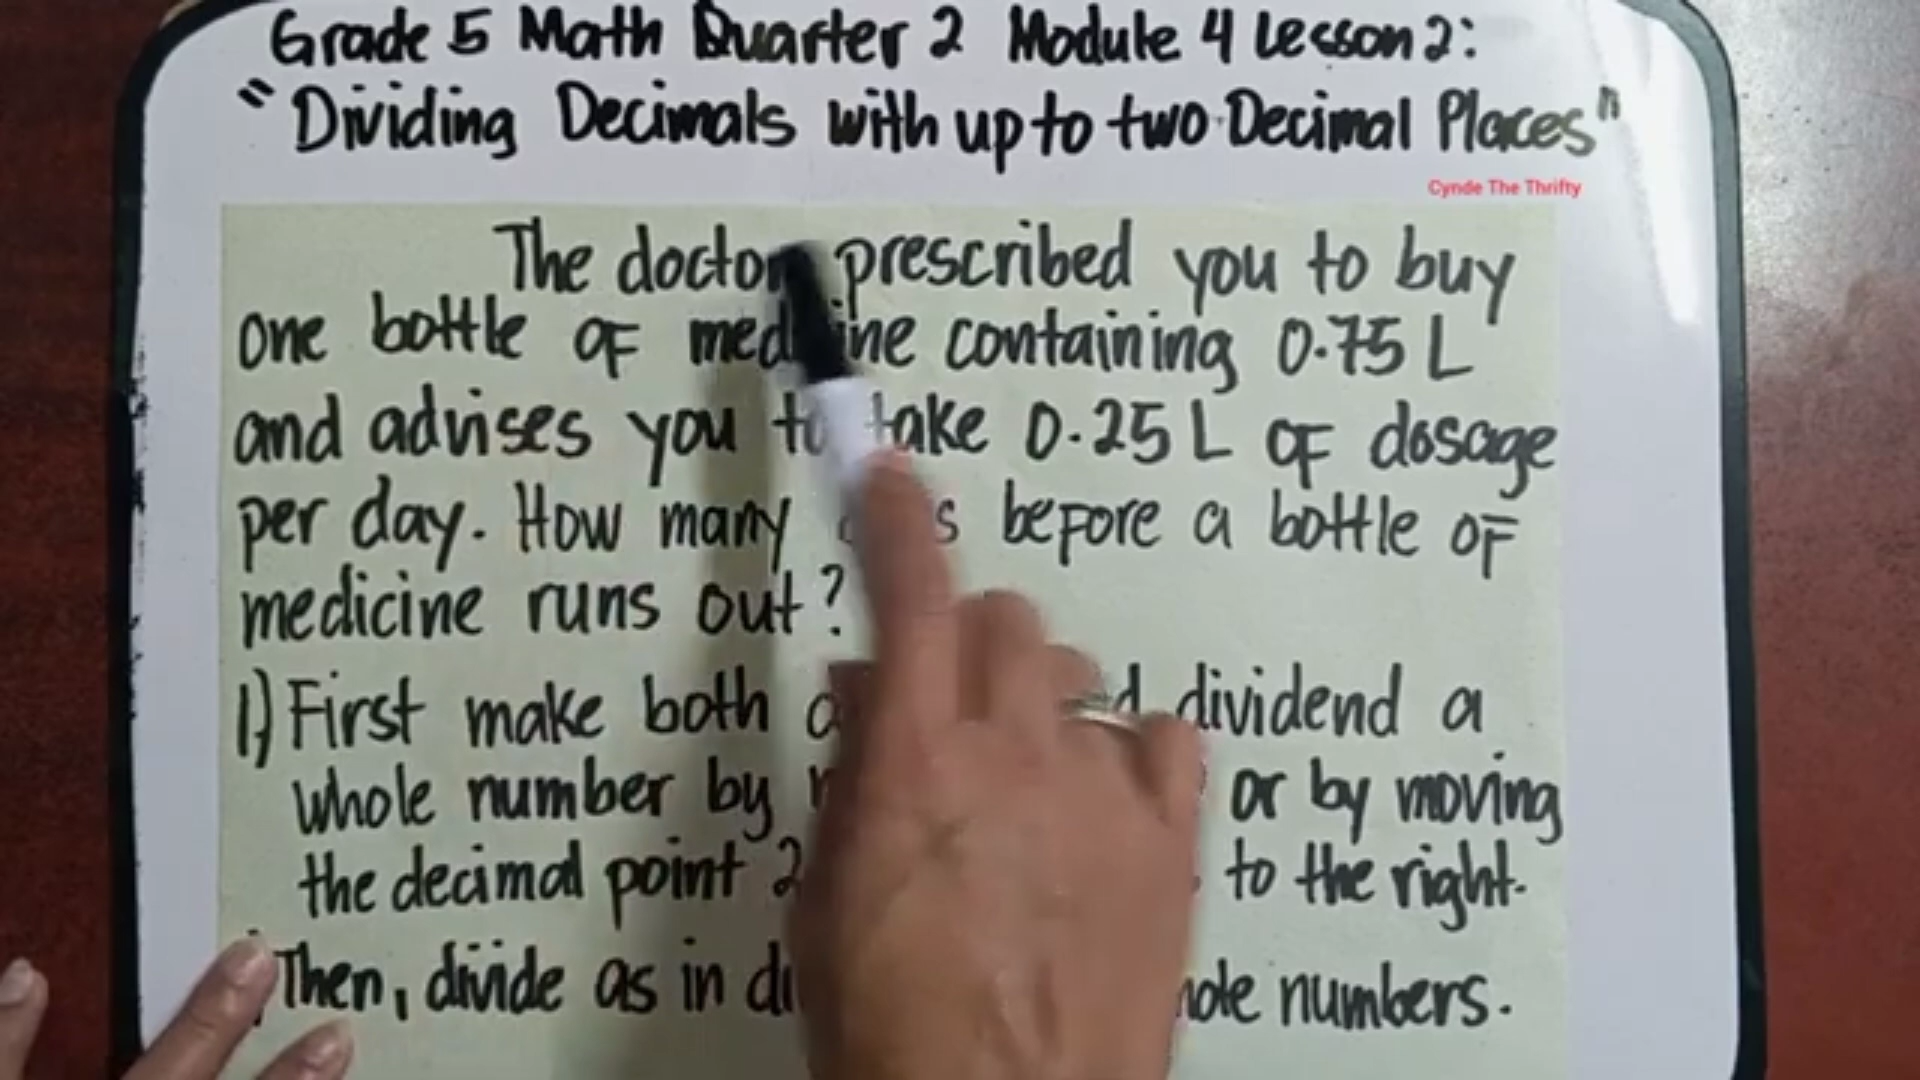 Grade 5 Math Quarter 2 Module 4 Lesson 2:
"Dividing Decimals with up to two Decimal Places"
Cynde The Thrifty
The doctor prescribed you to buy
one bottle of medicine containing 0.75 L
and advises you to take 0.25 L of dosage
per day. How many before a bottle of
medicine runs out?
1.) First make both dividend a
whole number by or by moving
the decimal point 2 to the right.
Then, divide as in numbers.